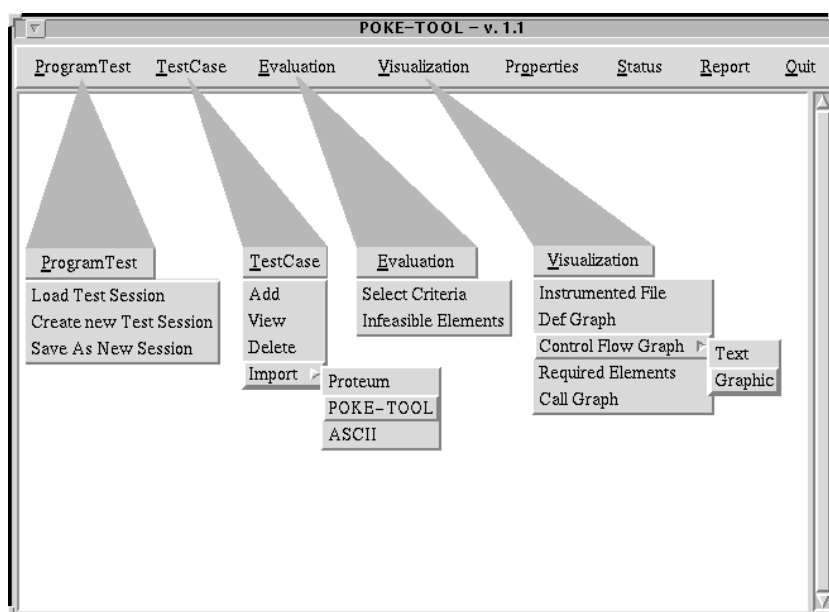 POKE-TOOL - v. 1.1
ProgramTest TestCase Evaluation Visualization Properties Status Report Quit
ProgramTest
Load Test Session
Create new Test Session
Save As New Session
TestCase
Add
View
Delete
Import
Proteum
POKE-TOOL
ASCII
Evaluation
Select Criteria
Infeasible Elements
Visualization
Instrumented File
Def Graph
Control Flow Graph
Required Elements
Call Graph
Text
Graphic